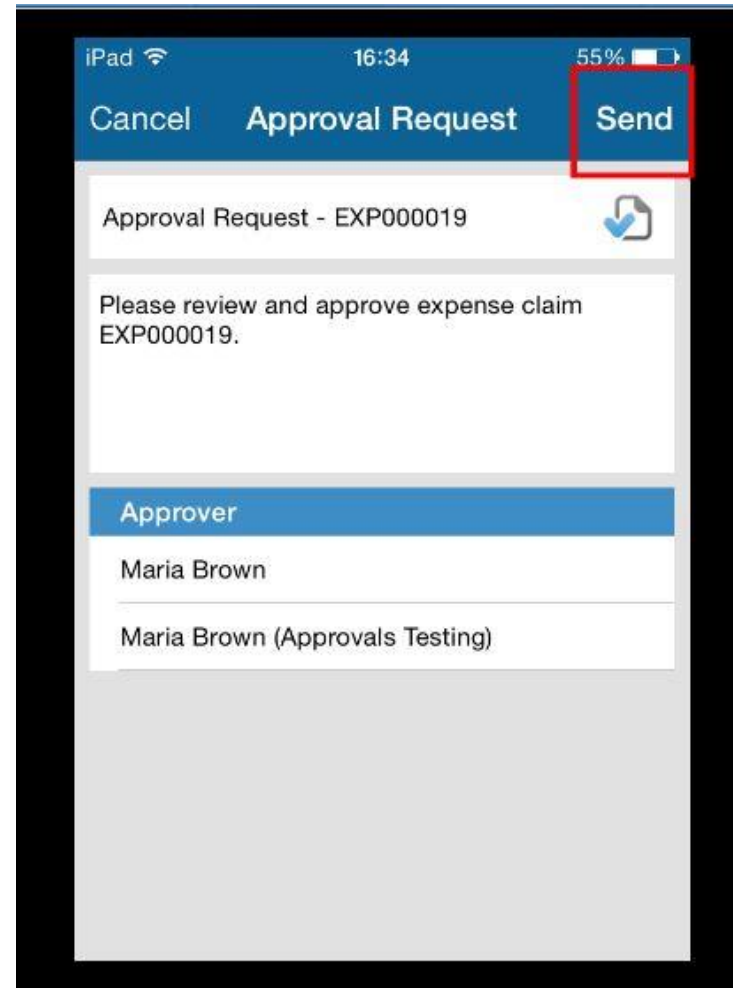 iPad 16:34 55%
Cancel Approval Request Send
Approval Request - EXP000019
Please review and approve expense claim
EXP000019.
Approver
Maria Brown
Maria Brown (Approvals Testing)